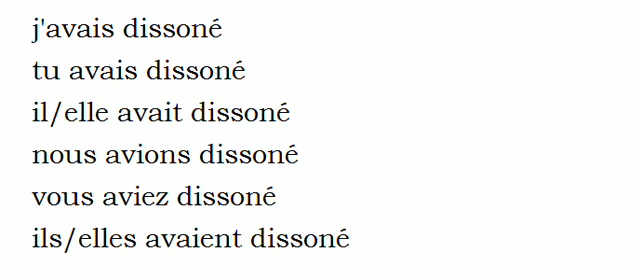 j'avais dissoné
tu avais dissoné
il/elle avait dissoné
nous avions dissoné
vous aviez dissoné
ils/elles avaient dissoné